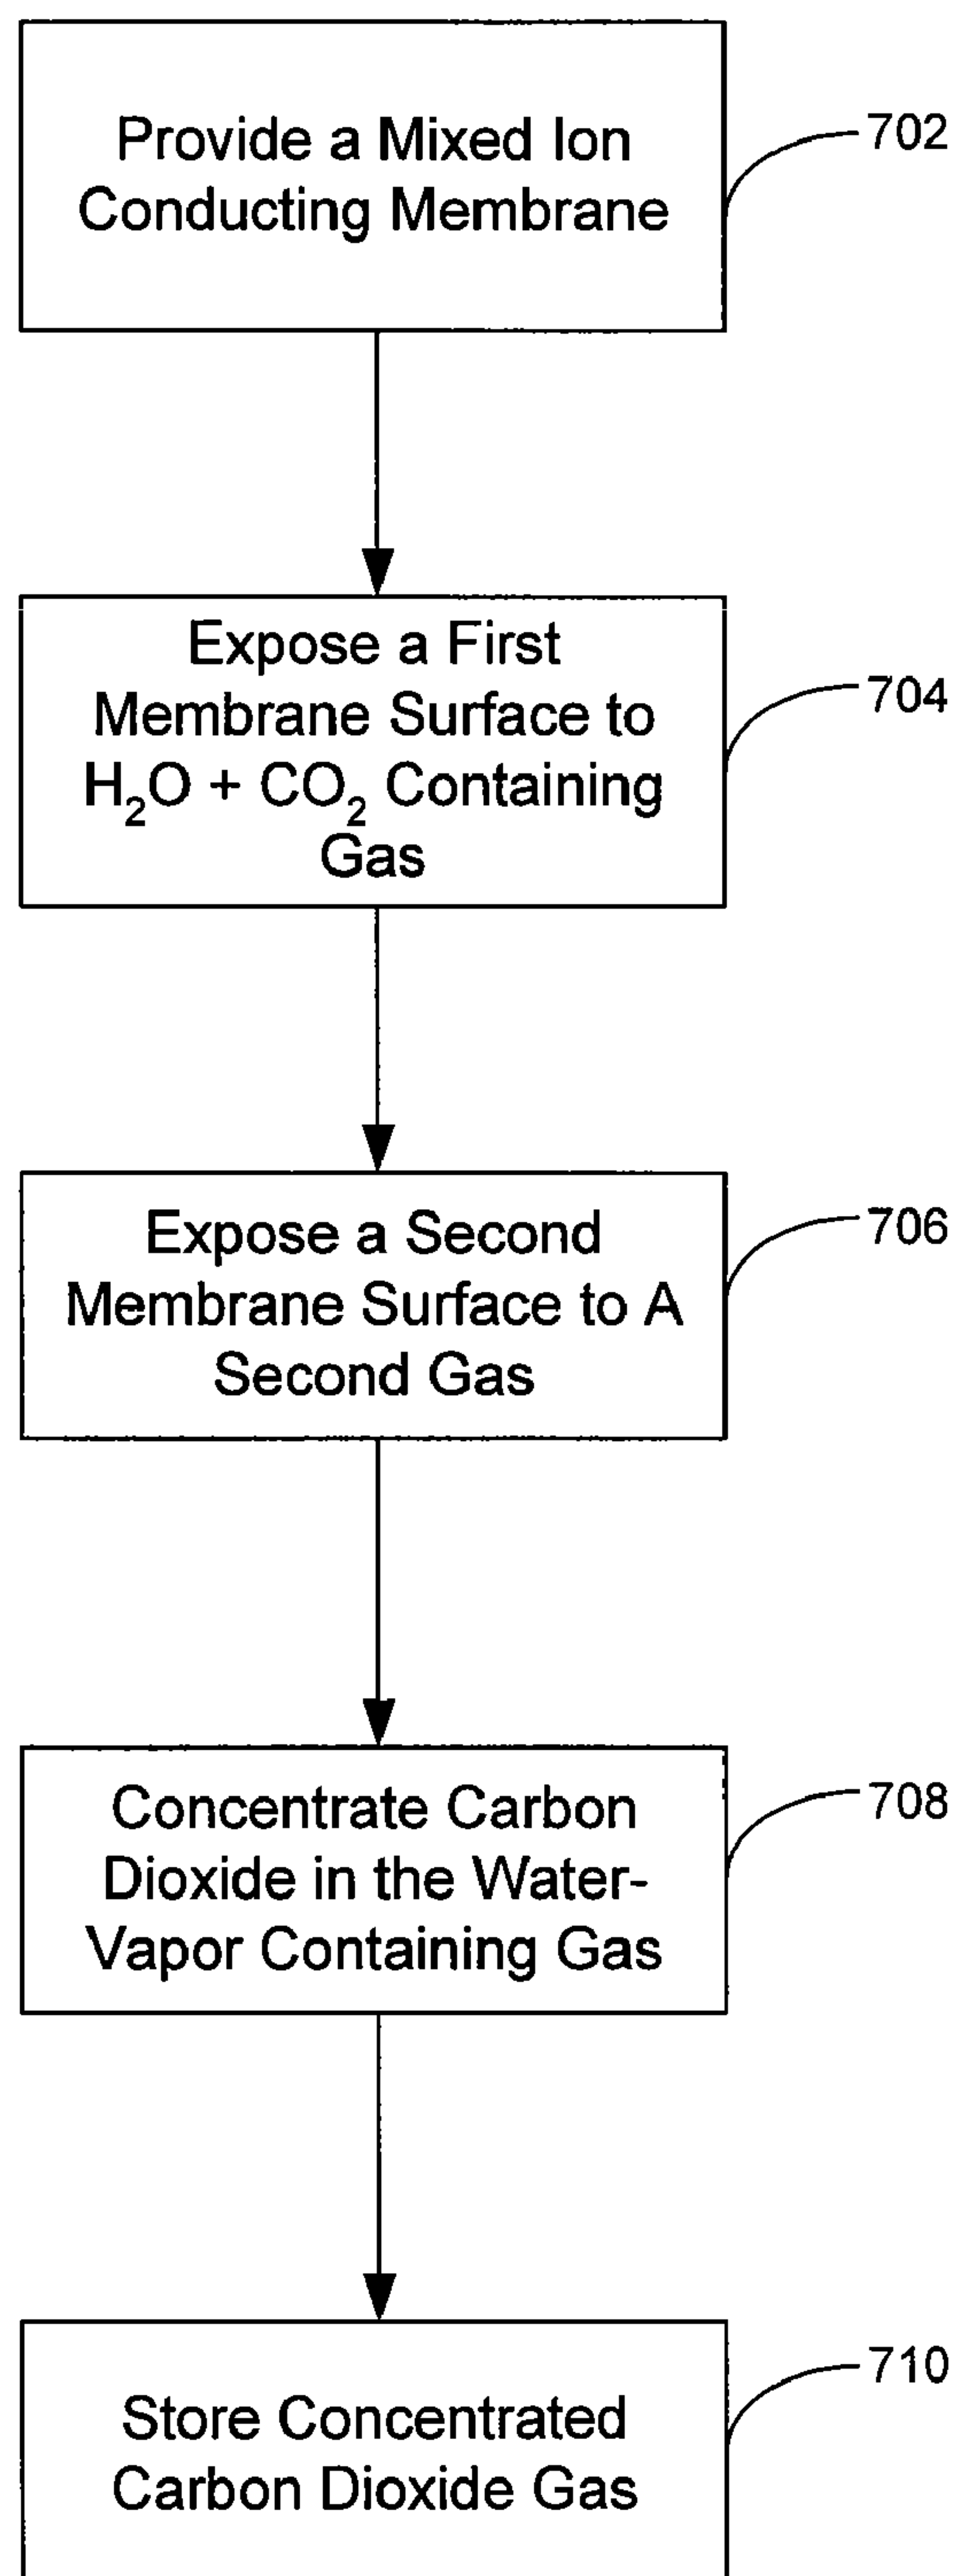 Provide a Mixed Ion
Conducting Membrane
702
Expose a First
Membrane Surface to
H₂O + CO₂ Containing
Gas
704
Expose a Second
Membrane Surface to A
Second Gas
706
Concentrate Carbon
Dioxide in the Water-
Vapor Containing Gas
708
Store Concentrated
Carbon Dioxide Gas
710